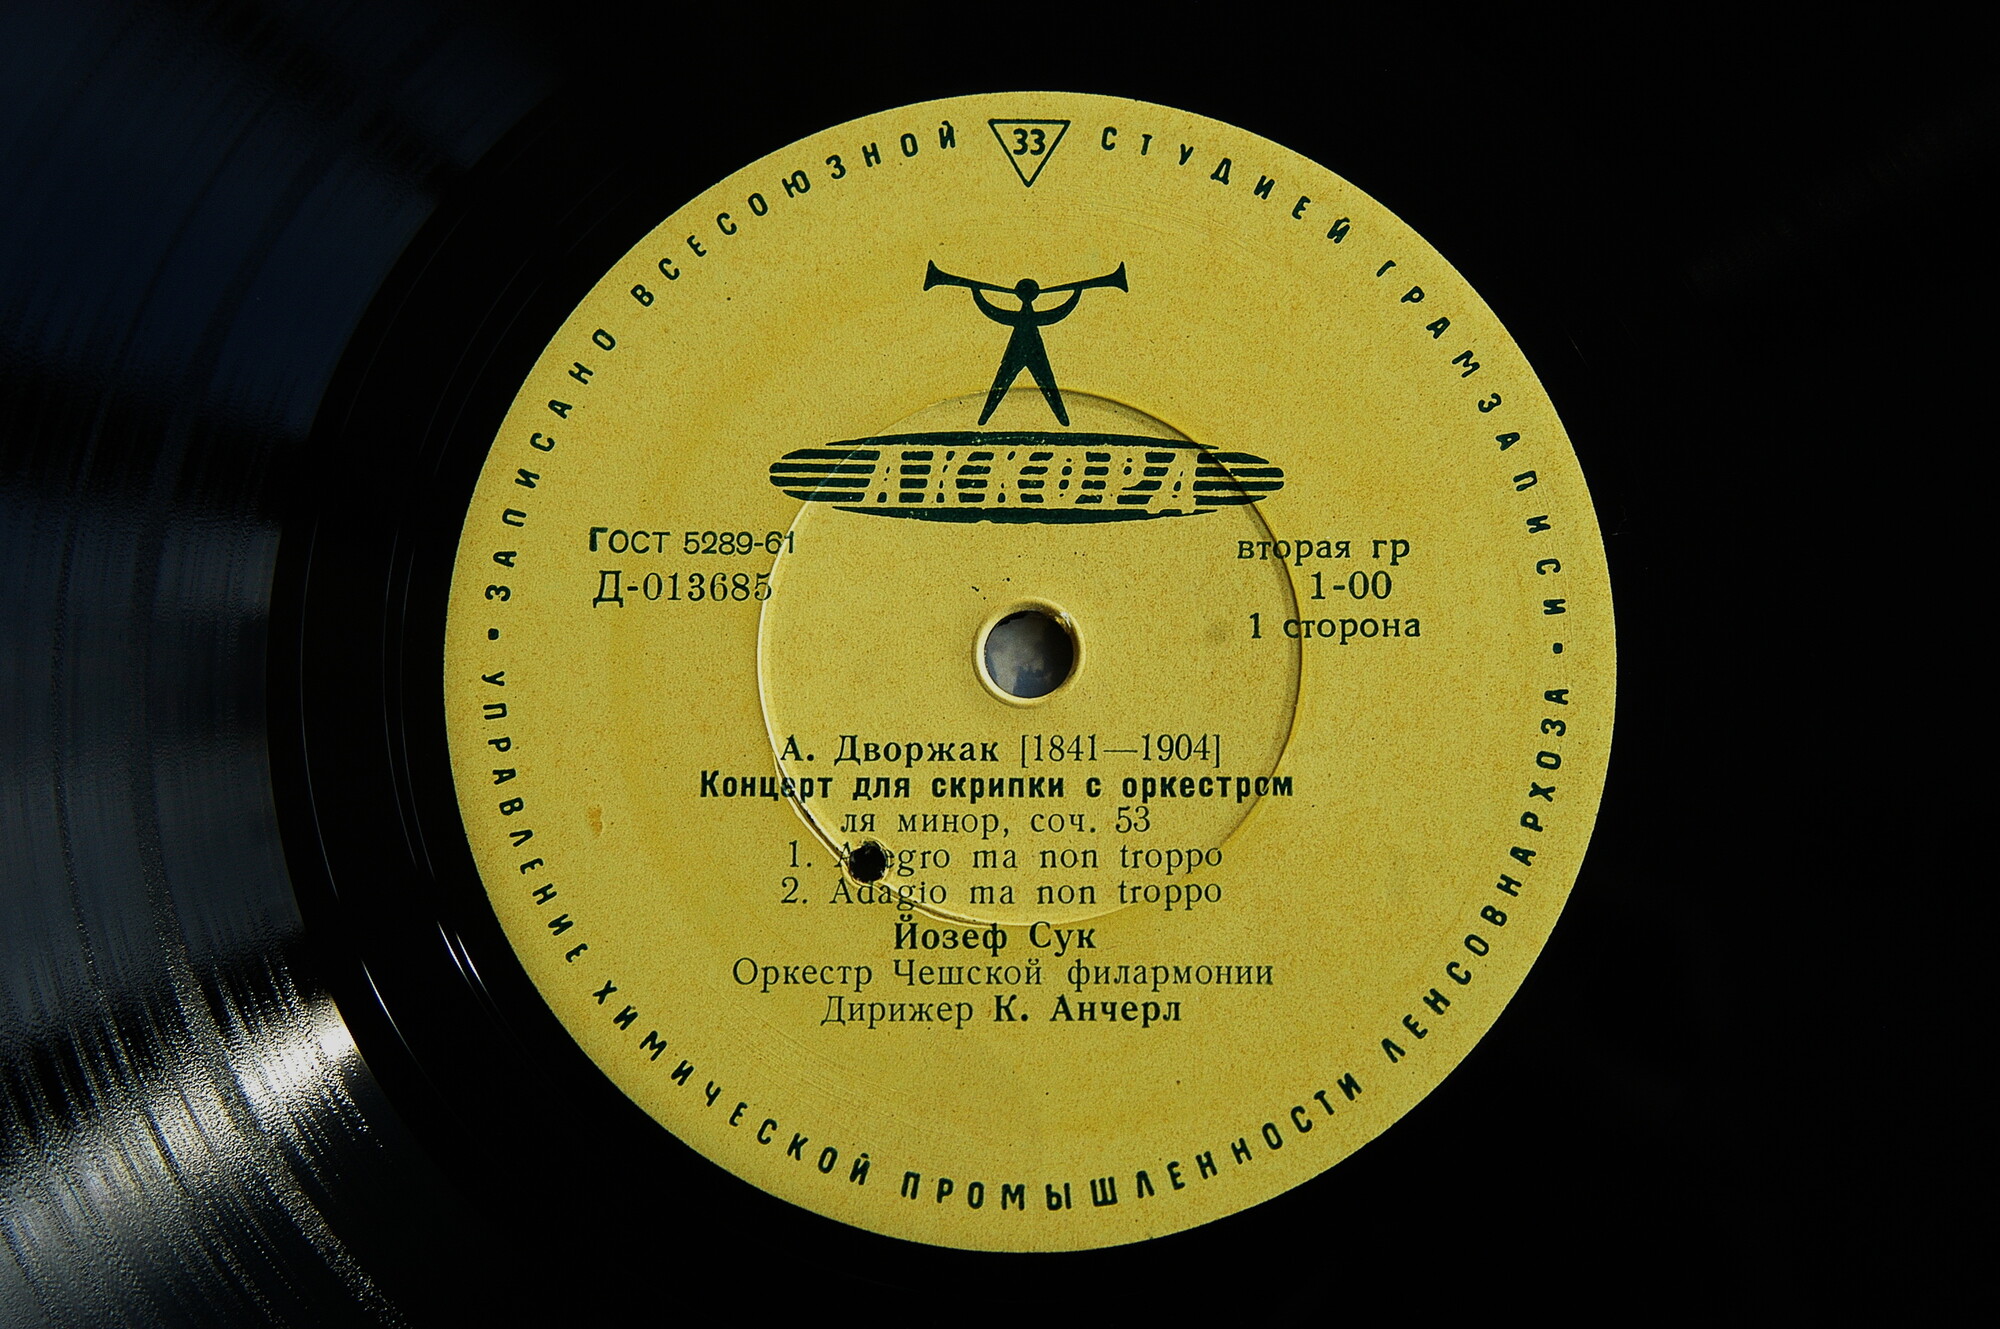 ЗАПИСАНО ВСЕСОЮЗНОЙ СТУДИЕЙ ГРАМЗАПИСИ
33
АККОРД
ГОСТ 5289-61
Д-013685
вторая гр
1-00
1 сторона
А. Дворжак [1841—1904]
Концерт для скрипки с оркестром
ля минор, соч. 53
1. Allegro ma non troppo
2. Adagio ma non troppo
Йозеф Сук
Оркестр Чешской филармонии
Дирижер К. Анчерл
УПРАВЛЕНИЕ ХИМИЧЕСКОЙ ПРОМЫШЛЕННОСТИ ЛЕНСОВНАРХОЗА